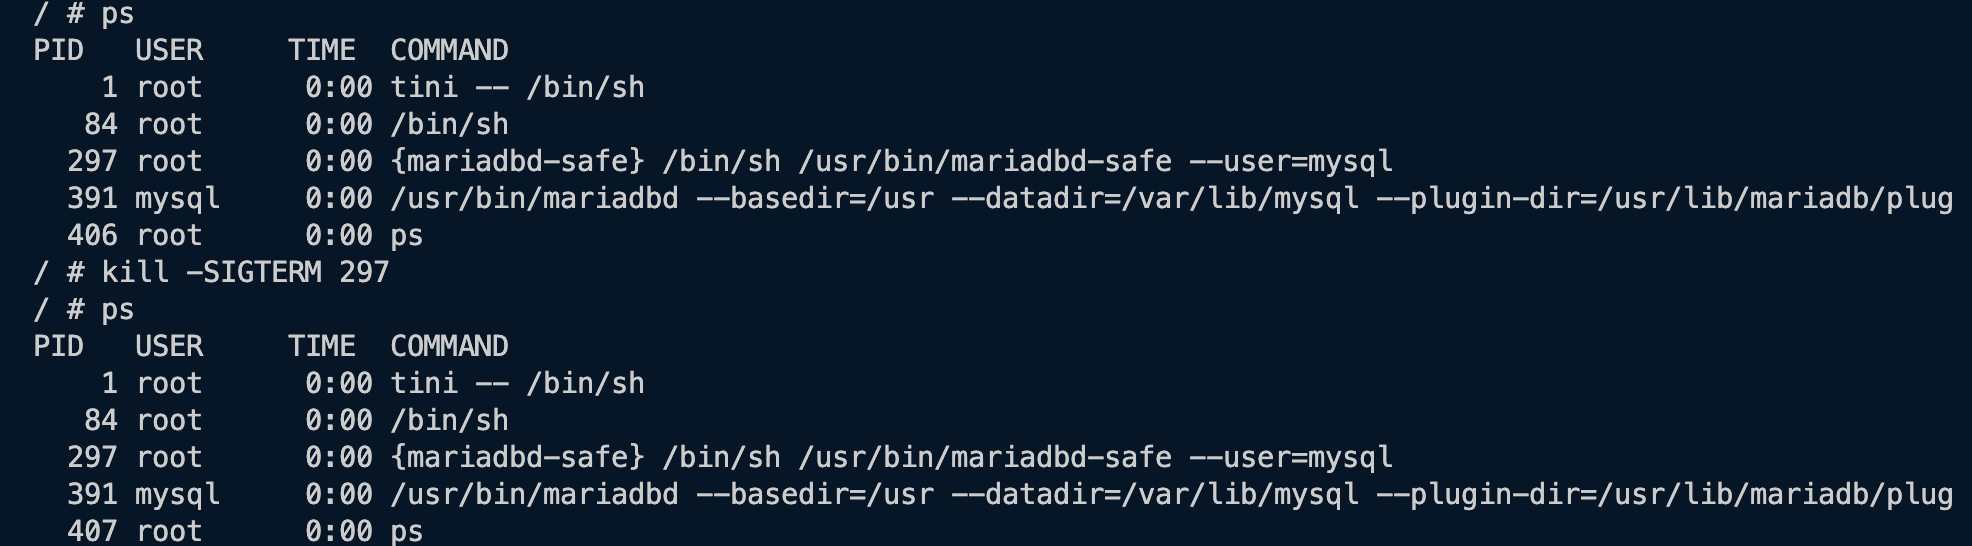 / # ps
PID   USER     TIME  COMMAND
    1 root      0:00 tini -- /bin/sh
   84 root      0:00 /bin/sh
  297 root      0:00 {mariadbd-safe} /bin/sh /usr/bin/mariadbd-safe --user=mysql
  391 mysql     0:00 /usr/bin/mariadbd --basedir=/usr --datadir=/var/lib/mysql --plugin-dir=/usr/lib/mariadb/plug
  406 root      0:00 ps
/ # kill -SIGTERM 297
/ # ps
PID   USER     TIME  COMMAND
    1 root      0:00 tini -- /bin/sh
   84 root      0:00 /bin/sh
  297 root      0:00 {mariadbd-safe} /bin/sh /usr/bin/mariadbd-safe --user=mysql
  391 mysql     0:00 /usr/bin/mariadbd --basedir=/usr --datadir=/var/lib/mysql --plugin-dir=/usr/lib/mariadb/plug
  407 root      0:00 ps